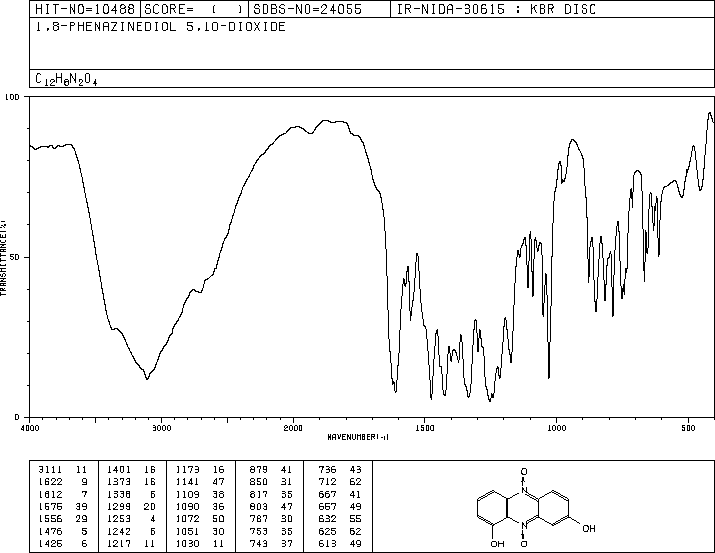 HIT-NO=10488 SCORE= ( ) SDBS-NO=24055 IR-NIDA-30615 : KBR DISC
1,8-PHENAZINEDIOL 5,10-DIOXIDE
C12H8N2O4
100
50
0
TRANSMITTANCE(%)
4000 3000 2000 1500 1000 500
WAVENUMBER(-1)
3111 11 1401 16 1173 16 879 41 736 43
1622 9 1373 16 1141 47 850 31 712 62
1612 7 1338 6 1109 38 817 35 667 41
1575 39 1299 20 1090 36 803 47 657 49
1556 29 1253 4 1072 50 787 30 632 55
1476 5 1242 6 1051 30 753 35 625 62
1426 6 1217 11 1030 11 743 37 613 49
O
N
N
O
OH
OH